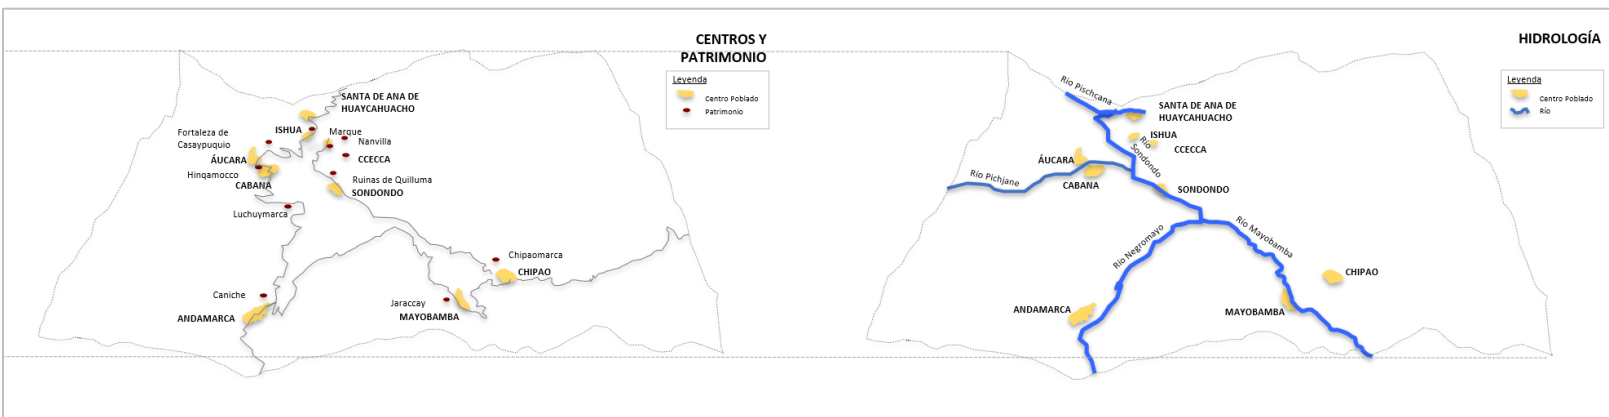 CENTROS Y
PATRIMONIO
Leyenda
Centro Poblado
Patrimonio
SANTA DE ANA DE
HUAYCAHUACHO
ISHUA
Marque
Nanvilla
Fortaleza de
Casaypuquio
CCECCA
ÁUCARA
Hinqamocco
CABANA
Ruinas de Quilluma
SONDONDO
Luchuymarca
Chipaomarca
CHIPAO
Caniche
Jaraccay
ANDAMARCA
MAYOBAMBA
HIDROLOGÍA
Leyenda
Centro Poblado
Río
Río Pischcana
SANTA DE ANA DE
HUAYCAHUACHO
ISHUA
CCECCA
Río
Sondondo
ÁUCARA
CABANA
Río Pichjane
SONDONDO
Río Negromayo
Río Mayobamba
CHIPAO
ANDAMARCA
MAYOBAMBA